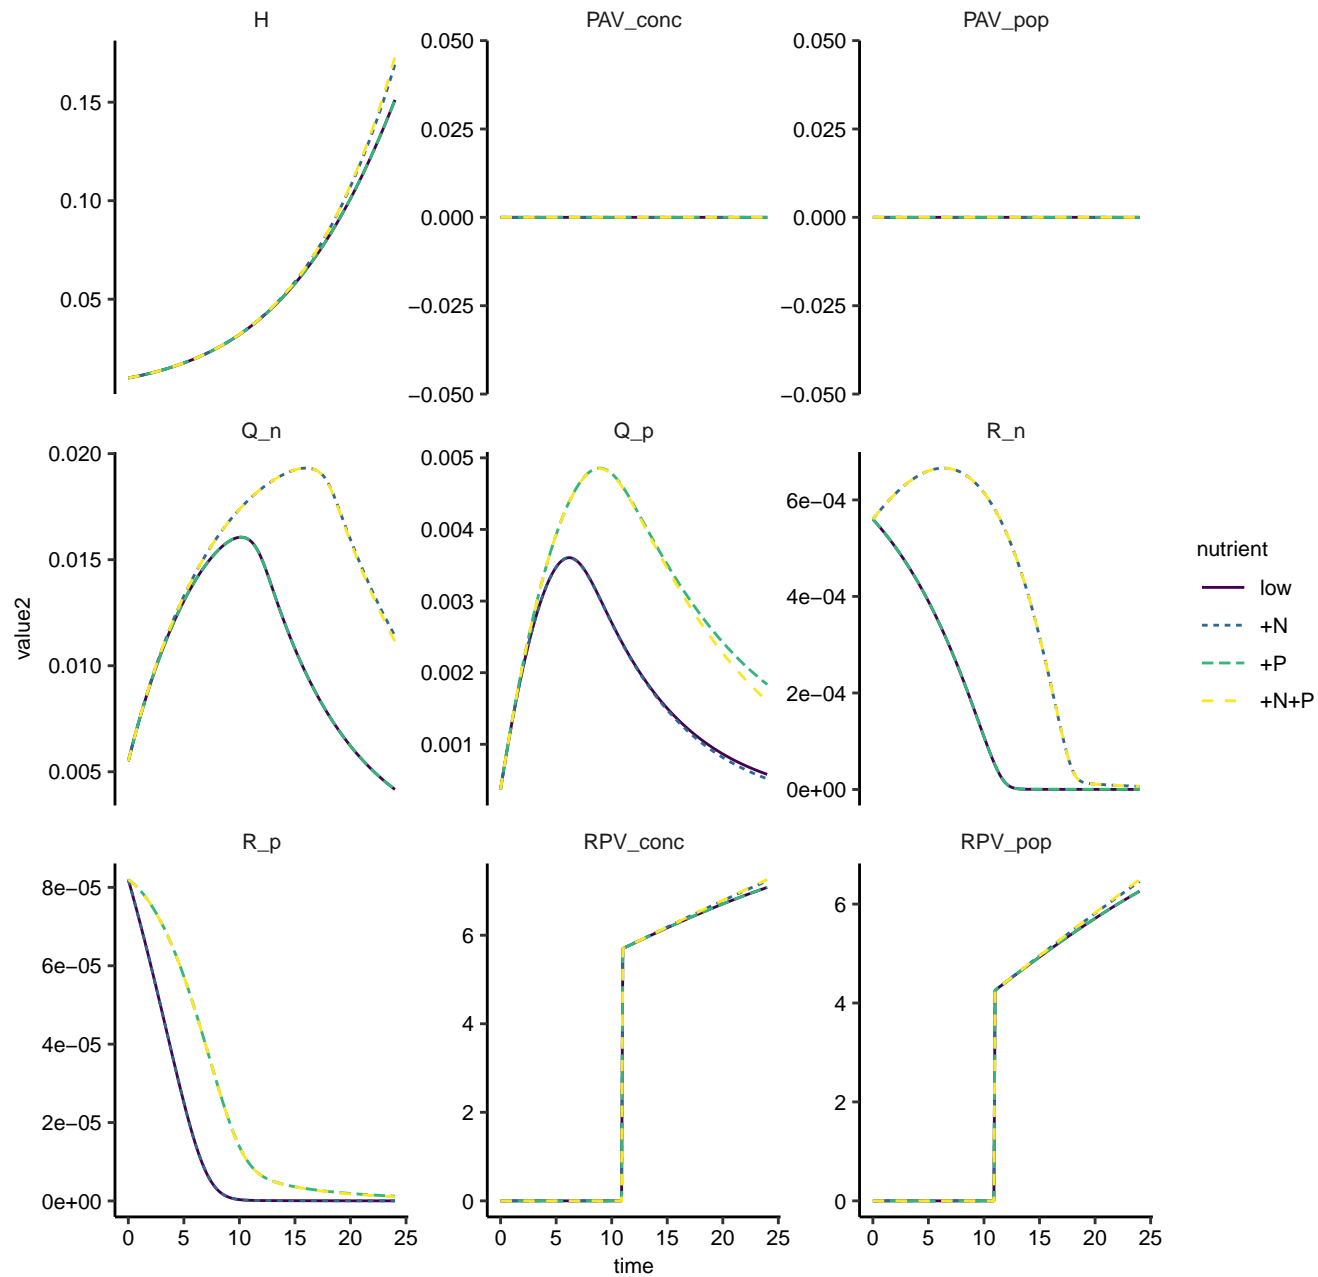 H
PAV_conc
PAV_pop
0.15
0.10
0.05
0.050
0.025
0.000
−0.025
−0.050
0.050
0.025
0.000
−0.025
−0.050
Q_n
Q_p
R_n
0.020
0.015
0.010
0.005
0.005
0.004
0.003
0.002
0.001
6e−04
4e−04
2e−04
0e+00
R_p
RPV_conc
RPV_pop
8e−05
6e−05
4e−05
2e−05
0e+00
6
4
2
0
6
4
2
0
0 5 10 15 20 25
0 5 10 15 20 25
0 5 10 15 20 25
time
value2
nutrient
low
+N
+P
+N+P